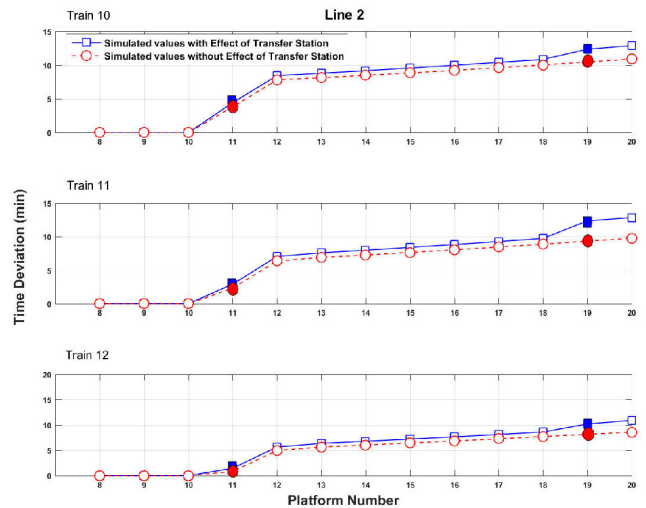 Train 10
Line 2
Simulated values with Effect of Transfer Station
Simulated values without Effect of Transfer Station
15
10
5
0
8 9 10 11 12 13 14 15 16 17 18 19 20
Train 11
15
10
5
0
8 9 10 11 12 13 14 15 16 17 18 19 20
Time Deviation (min)
Train 12
20
15
10
5
0
8 9 10 11 12 13 14 15 16 17 18 19 20
Platform Number